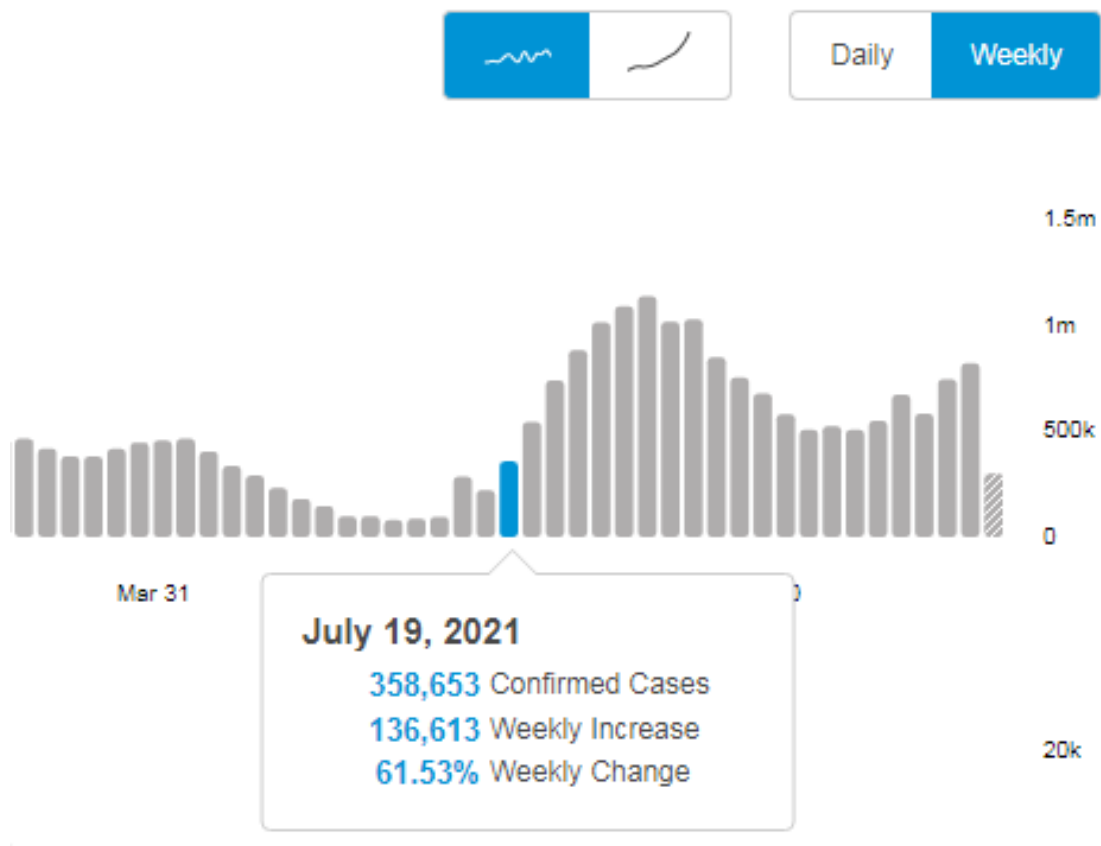 Daily Weekly
1.5m
1m
500k
0
Mar 31
July 19, 2021
358,653 Confirmed Cases
136,613 Weekly Increase
61.53% Weekly Change
20k